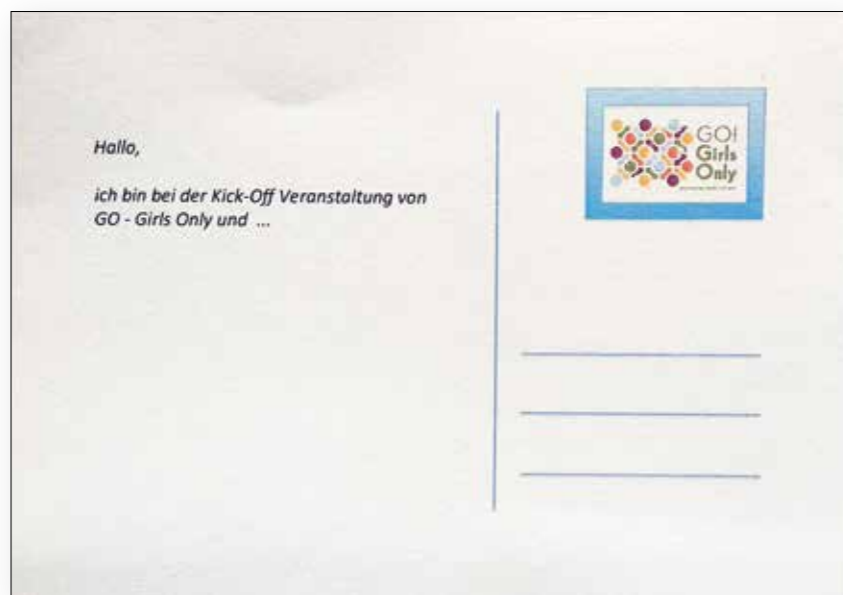 Hallo,
ich bin bei der Kick-Off Veranstaltung von
GO - Girls Only und ...
GO!
Girls
Only